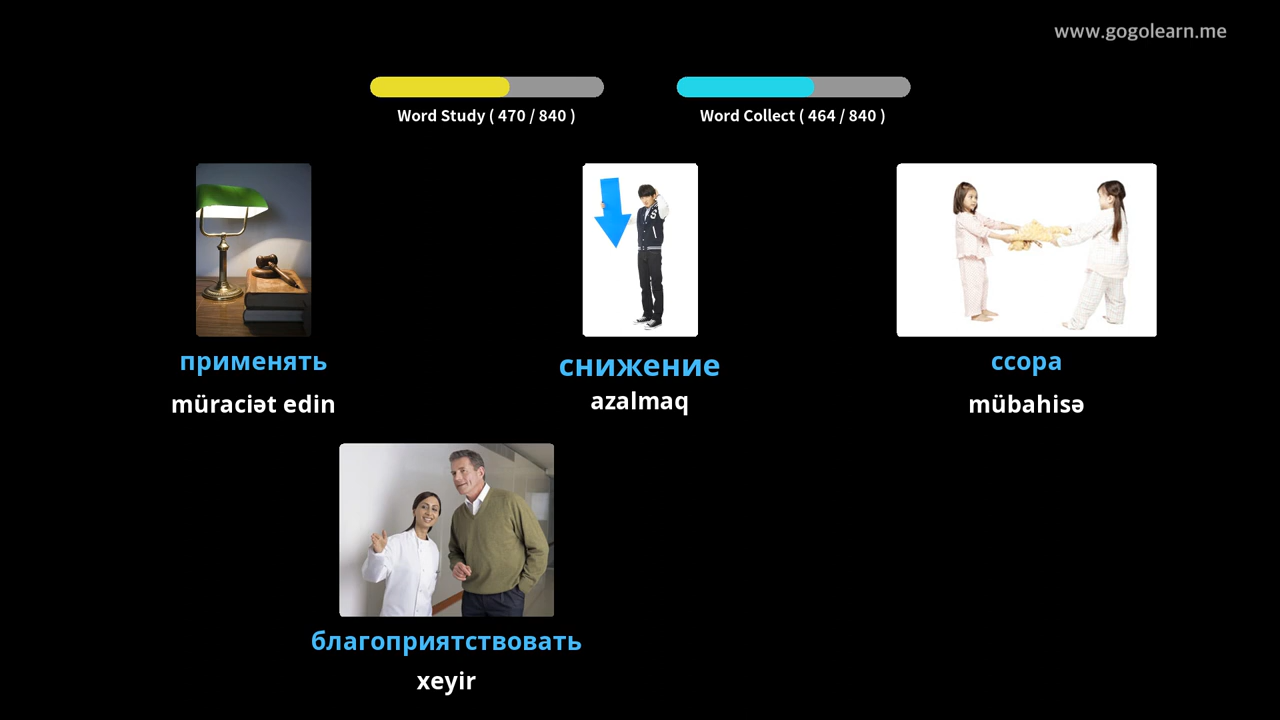 www.gogolearn.me
Word Study ( 470 / 840 )
Word Collect ( 464 / 840 )
применять
müraciət edin
снижение
azalmaq
ссора
mübahisə
благоприятствовать
xeyir